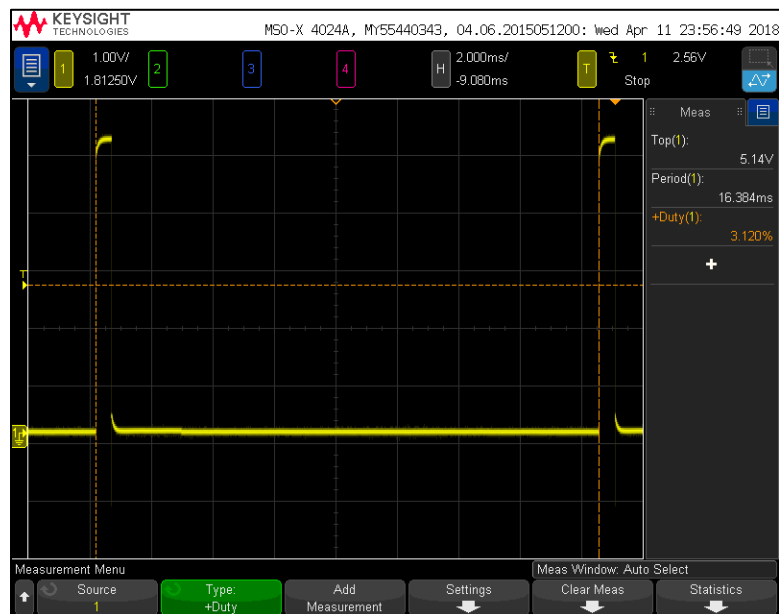 KEYSIGHT
TECHNOLOGIES
MSO-X 4024A, MY55440343, 04.06.2015051200: Wed Apr 11 23:56:49 2018
1 1.00V/ 2 3 4 H 2.000ms/ T 1 2.56V
1.81250V -9.080ms Stop
Meas
Top(1):
5.14V
Period(1):
16.384ms
+Duty(1):
3.120%
T
1
Measurement Menu
Meas Window: Auto Select
Source Type: Add Settings Clear Meas Statistics
1 +Duty Measurement